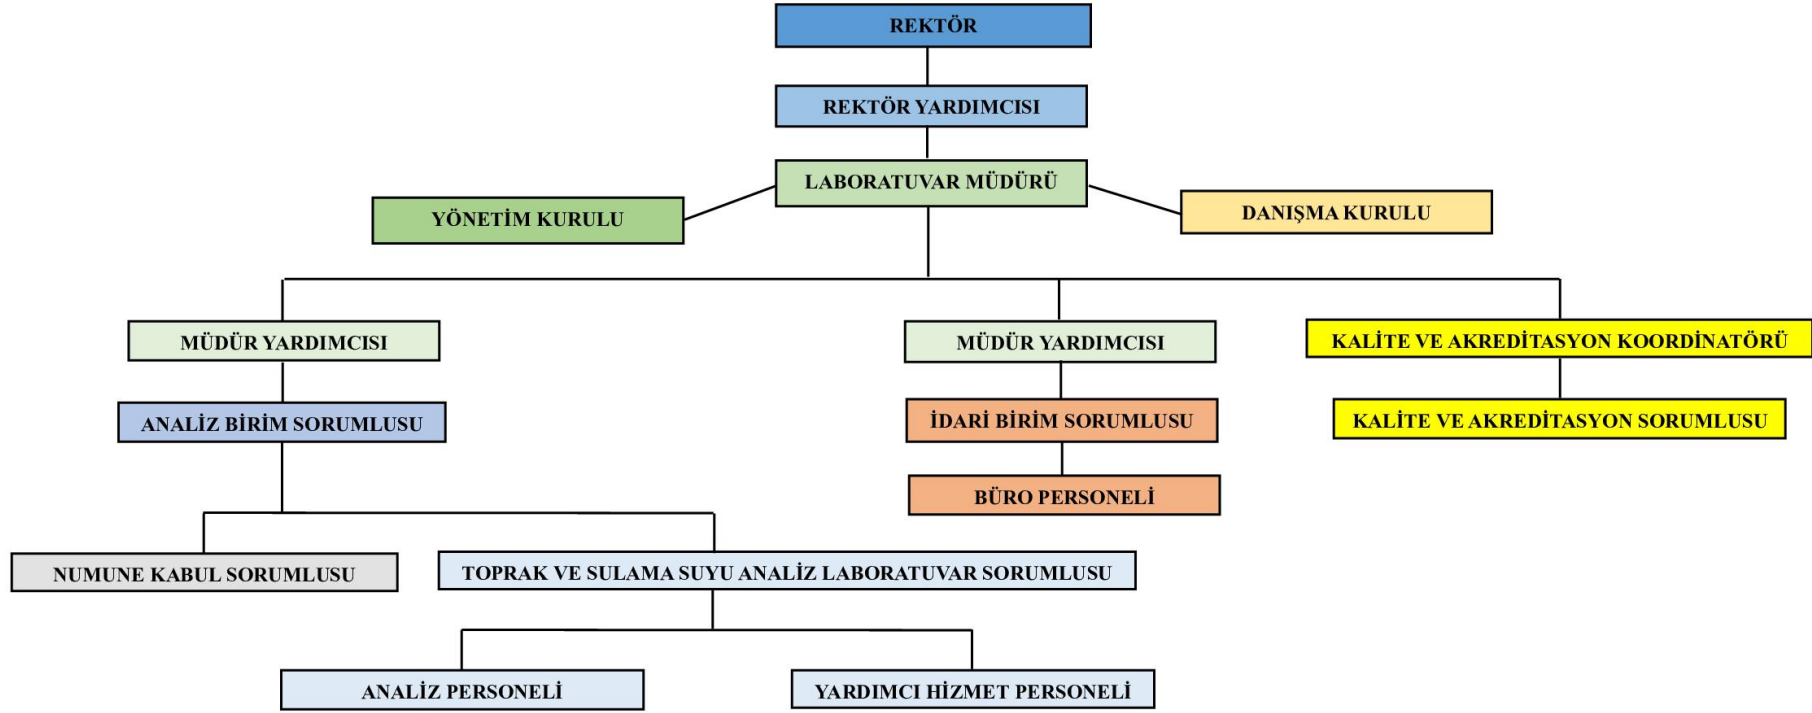 REKTÖR
REKTÖR YARDIMCISI
LABORATUVAR MÜDÜRÜ
YÖNETİM KURULU
DANIŞMA KURULU
MÜDÜR YARDIMCISI
MÜDÜR YARDIMCISI
KALİTE VE AKREDİTASYON KOORDİNATÖRÜ
ANALİZ BİRİM SORUMLUSU
İDARİ BİRİM SORUMLUSU
KALİTE VE AKREDİTASYON SORUMLUSU
BÜRO PERSONELİ
NUMUNE KABUL SORUMLUSU
TOPRAK VE SULAMA SUYU ANALİZ LABORATUVAR SORUMLUSU
ANALİZ PERSONELİ
YARDIMCI HİZMET PERSONELİ